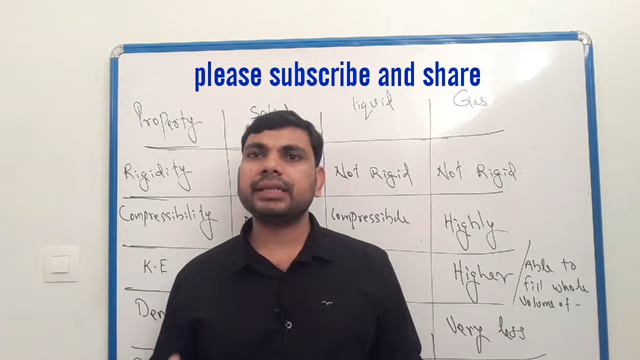 please subscribe and share
Property liquid Gas
Rigidity Not Rigid Not Rigid.
Compressibility Compressible Highly
K.E Higher Able to
fill whole
volume of -
Den Very less